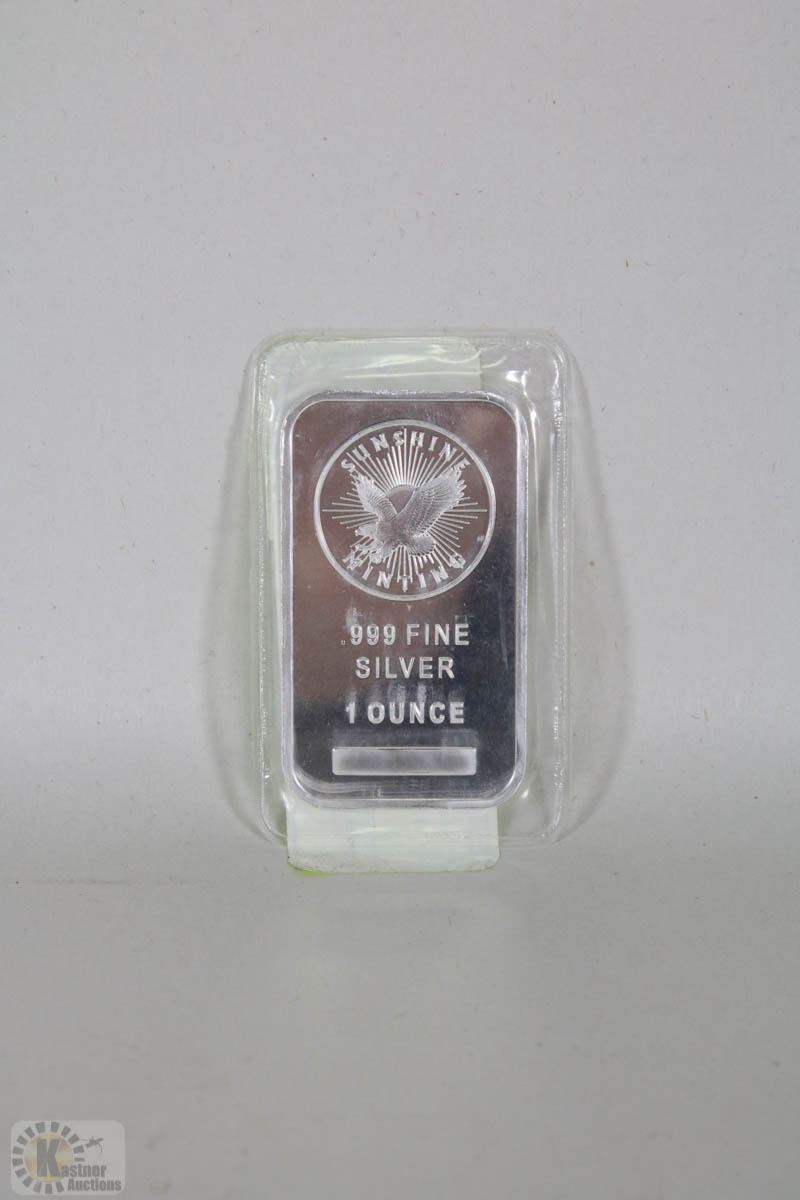 SUNSHINE
MINTING
.999 FINE
SILVER
1 OUNCE
Kastner
Auctions